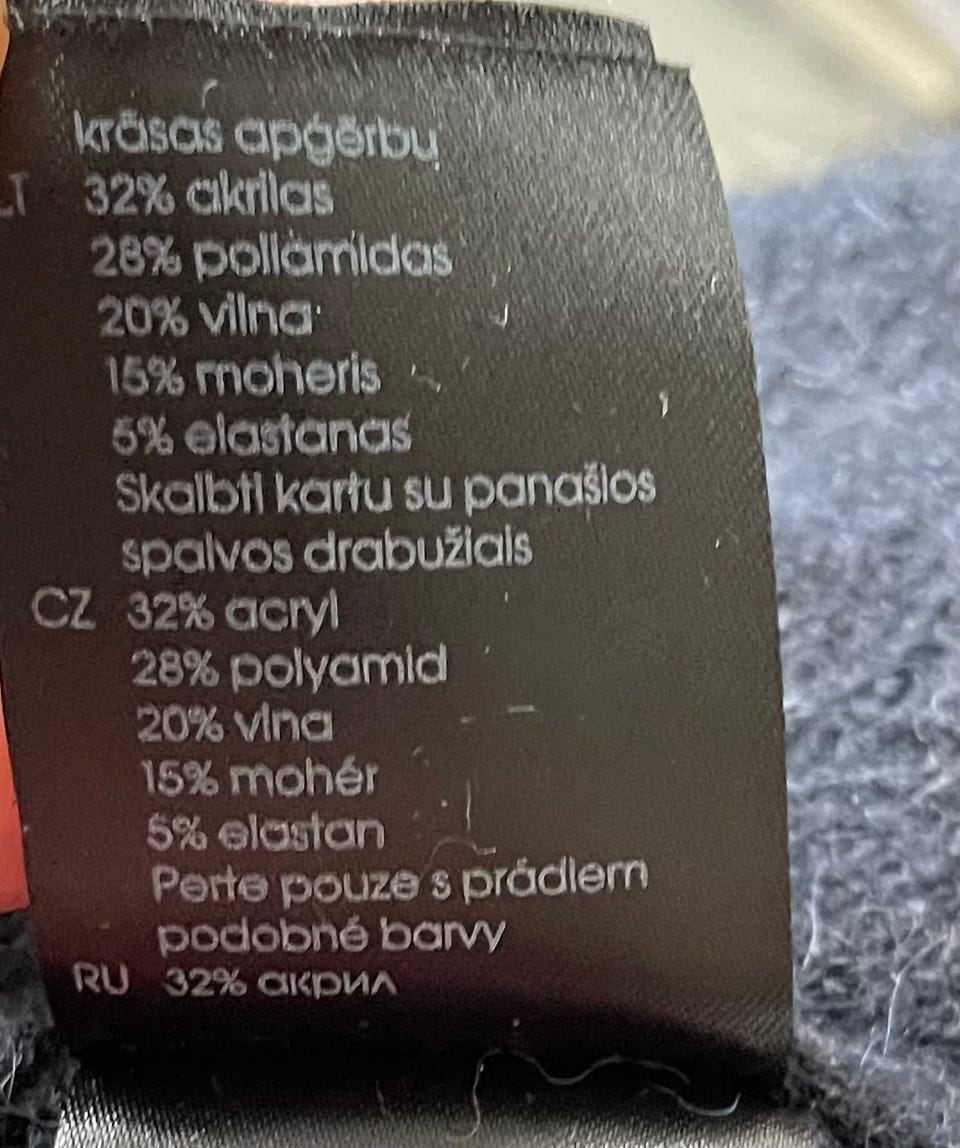 krāsas apģērbu
LT 32% akrilas
28% poliamidas
20% vilna
15% moheris
5% elastanas
Skalbti kartu su panašios
spalvos drabužiais
CZ 32% acryl
28% polyamid
20% vlna
15% mohér
5% elastan
Perte pouze s prádlem
podobné barvy
RU 32% акрил